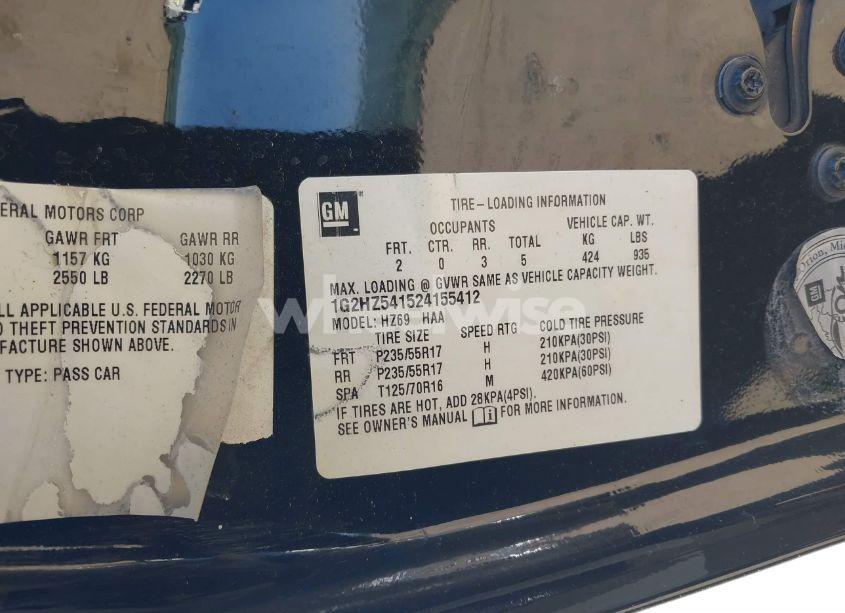 ERAL MOTORS CORP
GAWR FRT GAWR RR
1157 KG 1030 KG
2550 LB 2270 LB
LL APPLICABLE U.S. FEDERAL MOTOR
D THEFT PREVENTION STANDARDS IN
FACTURE SHOWN ABOVE.
TYPE: PASS CAR
GM
TIRE-LOADING INFORMATION
OCCUPANTS VEHICLE CAP. WT.
FRT. CTR. RR. TOTAL KG LBS
2 0 3 5 424 935
MAX. LOADING @ GVWR SAME AS VEHICLE CAPACITY WEIGHT.
1G2HZ541524155412
MODEL: HZ69 HAA
TIRE SIZE SPEED RTG COLD TIRE PRESSURE
FRT P235/55R17 H 210KPA(30PSI)
RR P235/55R17 H 210KPA(30PSI)
SPA T125/70R16 M 420KPA(60PSI)
IF TIRES ARE HOT, ADD 28KPA(4PSI).
SEE OWNER'S MANUAL FOR MORE INFORMATION.
Orion, Mic